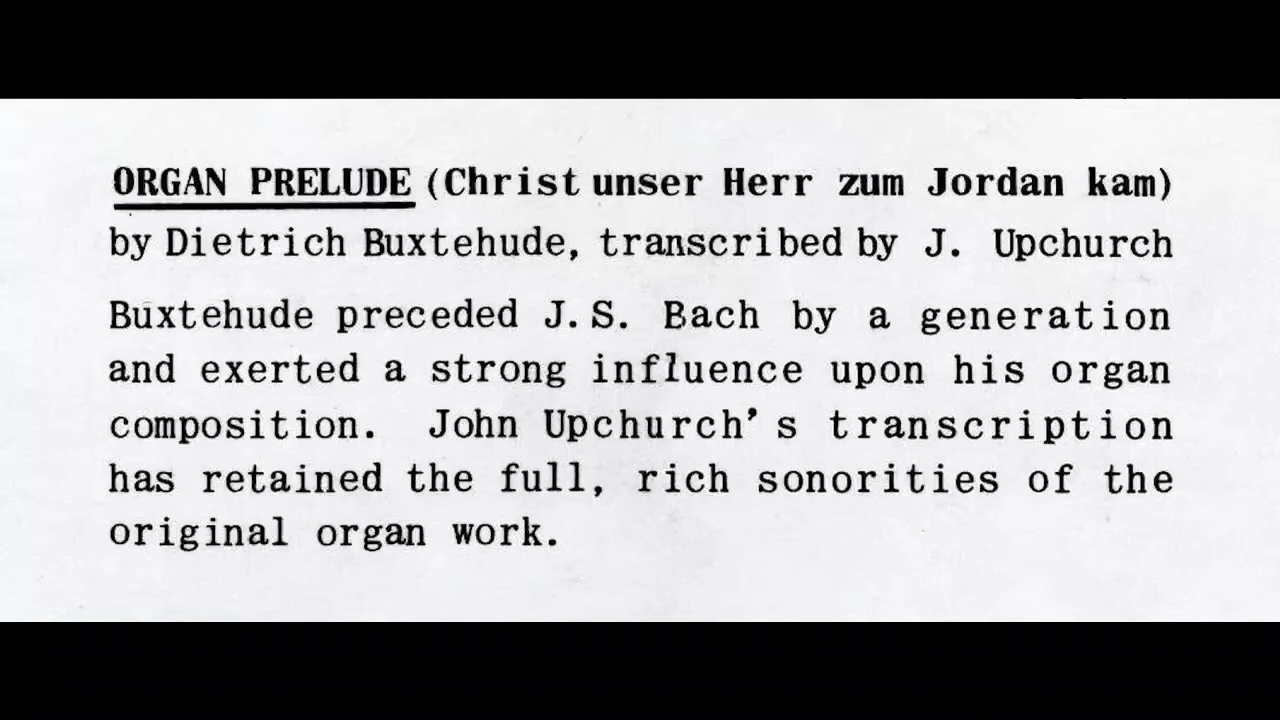 ORGAN PRELUDE (Christ unser Herr zum Jordan kam)
by Dietrich Buxtehude, transcribed by J. Upchurch
Buxtehude preceded J.S. Bach by a generation
and exerted a strong influence upon his organ
composition. John Upchurch's transcription
has retained the full, rich sonorities of the
original organ work.